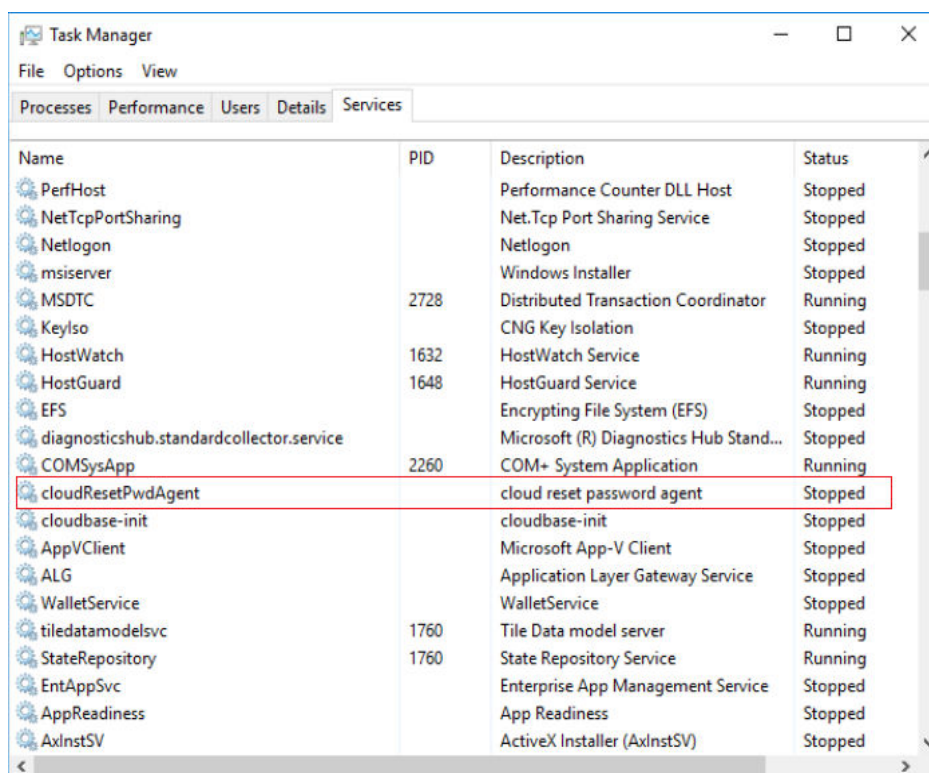 Task Manager
File Options View
Processes Performance Users Details Services
Name PID Description Status
PerfHost Performance Counter DLL Host Stopped
NetTcpPortSharing Net.Tcp Port Sharing Service Stopped
Netlogon Netlogon Stopped
msiserver Windows Installer Stopped
MSDTC 2728 Distributed Transaction Coordinator Running
KeyIso CNG Key Isolation Stopped
HostWatch 1632 HostWatch Service Running
HostGuard 1648 HostGuard Service Running
EFS Encrypting File System (EFS) Stopped
diagnosticshub.standardcollector.service Microsoft (R) Diagnostics Hub Stand... Stopped
COMSysApp 2260 COM+ System Application Running
cloudResetPwdAgent cloud reset password agent Stopped
cloudbase-init cloudbase-init Stopped
AppVClient Microsoft App-V Client Stopped
ALG Application Layer Gateway Service Stopped
WalletService WalletService Stopped
tiledatamodelsvc 1760 Tile Data model server Running
StateRepository 1760 State Repository Service Running
EntAppSvc Enterprise App Management Service Stopped
AppReadiness App Readiness Stopped
AxInstSV ActiveX Installer (AxInstSV) Stopped